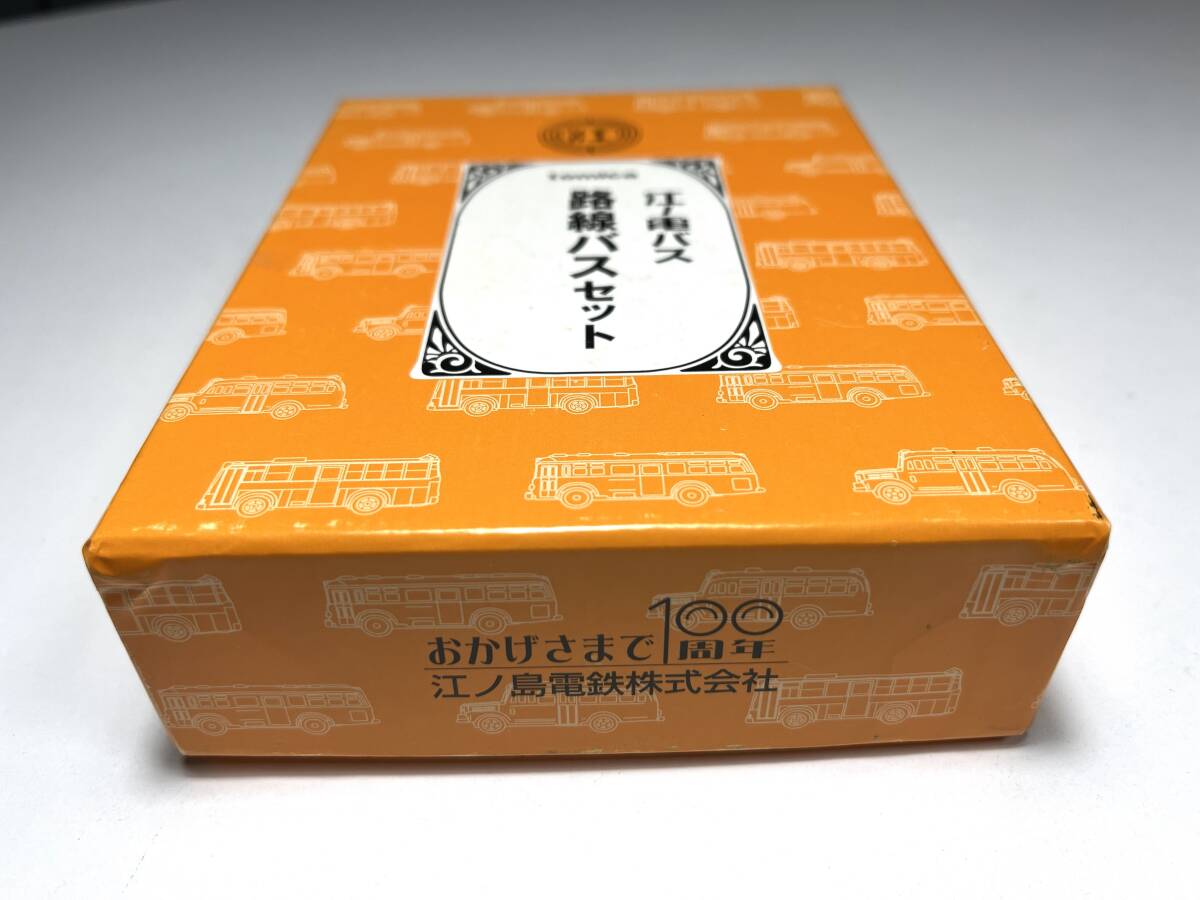 Tomica
江ノ電バス
路線バスセット
おかげさまで100周年
江ノ島電鉄株式会社